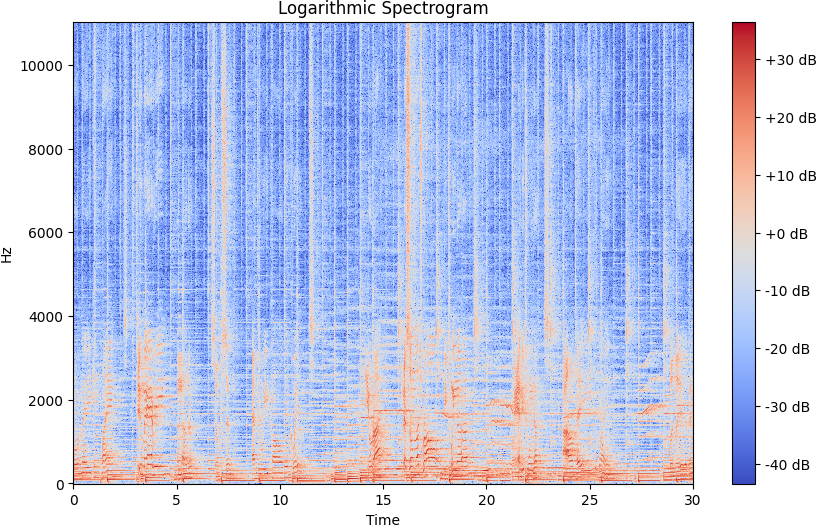 Logarithmic Spectrogram
Hz
10000
8000
6000
4000
2000
0
0 5 10 15 20 25 30
Time
+30 dB
+20 dB
+10 dB
+0 dB
-10 dB
-20 dB
-30 dB
-40 dB